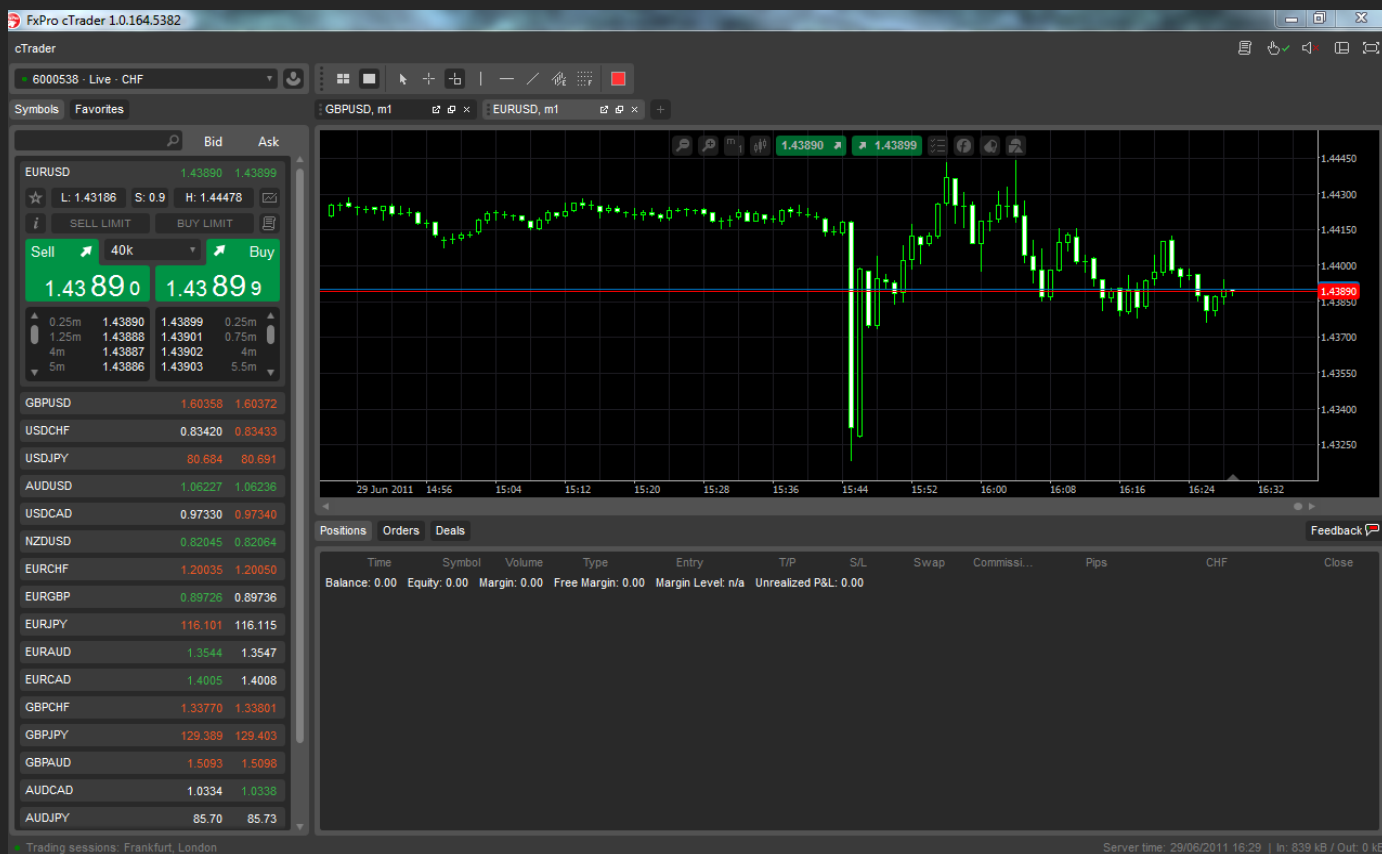 FxPro cTrader 1.0.164.5382
cTrader
6000538 - Live - CHF
Symbols Favorites
GBPUSD, m1 EURUSD, m1
Bid Ask
EURUSD 1.43890 1.43899
L: 1.43186 S: 0.9 H: 1.44478
i SELL LIMIT BUY LIMIT
Sell 40k Buy
1.43 89 0 1.43 89 9
0.25m 1.43890 1.43899 0.25m
1.25m 1.43888 1.43901 0.75m
4m 1.43887 1.43902 4m
5m 1.43886 1.43903 5.5m
GBPUSD 1.60358 1.60372
USDCHF 0.83420 0.83433
USDJPY 80.684 80.691
AUDUSD 1.06227 1.06236
USDCAD 0.97330 0.97340
NZDUSD 0.82045 0.82064
EURCHF 1.20035 1.20050
EURGBP 0.89726 0.89736
EURJPY 116.101 116.115
EURAUD 1.3544 1.3547
EURCAD 1.4005 1.4008
GBPCHF 1.33770 1.33801
GBPJPY 129.389 129.403
GBPAUD 1.5093 1.5098
AUDCAD 1.0334 1.0338
AUDJPY 85.70 85.73
m1 1.43890 1.43899
1.44450
1.44300
1.44150
1.44000
1.43890
1.43850
1.43700
1.43550
1.43400
1.43250
29 Jun 2011 14:56 15:04 15:12 15:20 15:28 15:36 15:44 15:52 16:00 16:08 16:16 16:24 16:32
Positions Orders Deals Feedback
Time Symbol Volume Type Entry T/P S/L Swap Commissi... Pips CHF Close
Balance: 0.00 Equity: 0.00 Margin: 0.00 Free Margin: 0.00 Margin Level: n/a Unrealized P&L: 0.00
Trading sessions: Frankfurt, London
Server time: 29/06/2011 16:29 | In: 839 kB / Out: 0 kB